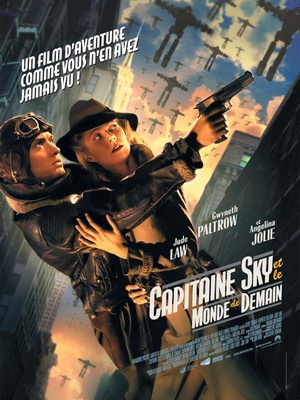 UN FILM D'AVENTURE
COMME VOUS N'EN AVEZ
JAMAIS VU !
Jude
LAW
Gwyneth
PALTROW
et Angelina
JOLIE
CAPITAINE SKY et le
MONDE de DEMAIN